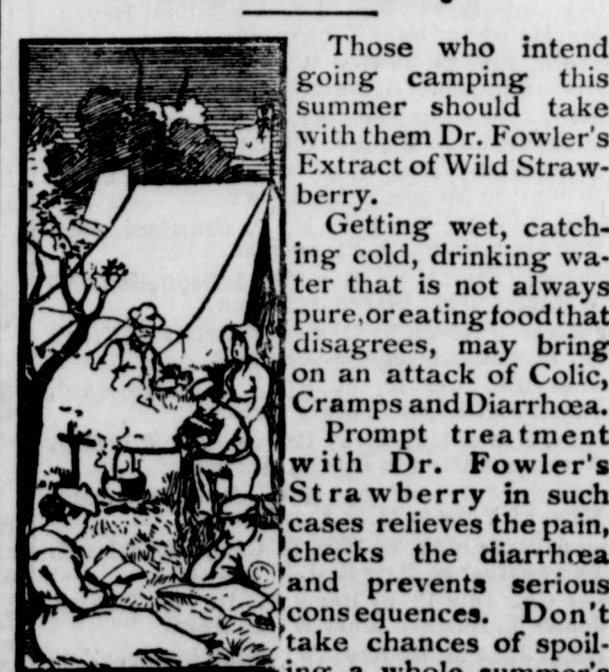 Those who intend
going camping this
summer should take
with them Dr. Fowler's
Extract of Wild Straw-
berry.
Getting wet, catch-
ing cold, drinking wa-
ter that is not always
pure, or eating food that
disagrees, may bring
on an attack of Colic,
Cramps and Diarrhœa.
Prompt treatment
with Dr. Fowler's
Strawberry in such
cases relieves the pain,
checks the diarrhœa
and prevents serious
consequences. Don't
take chances of spoil-
ing a whole summer's